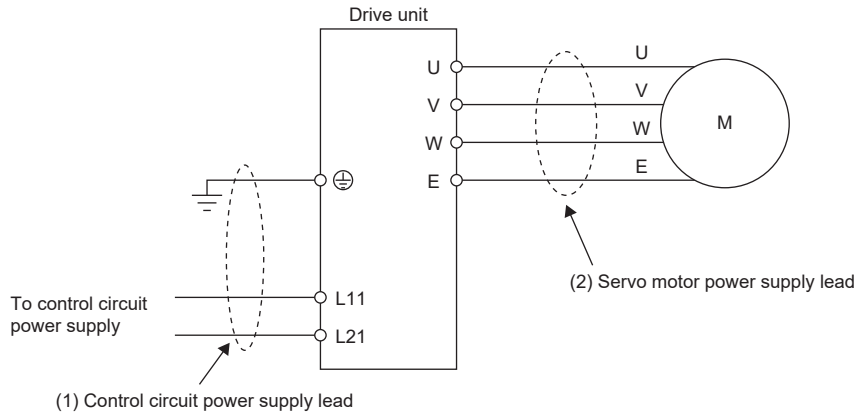 Drive unit
U
U
V
V
W
W
M
E
E
(2) Servo motor power supply lead
To control circuit
power supply
L11
L21
(1) Control circuit power supply lead